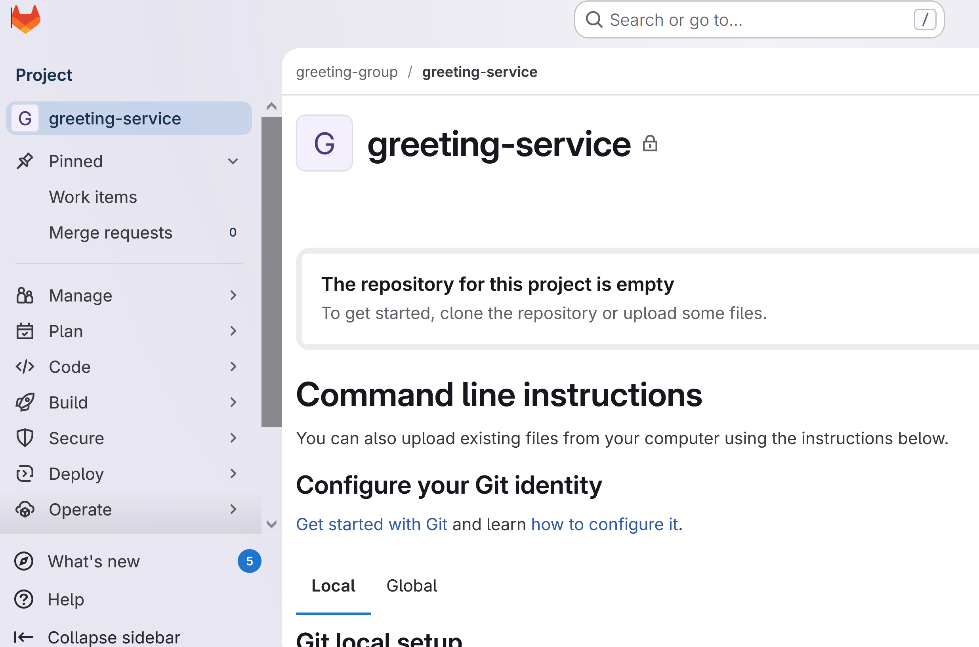 Search or go to... /
Project
greeting-group / greeting-service
G greeting-service
G greeting-service
Pinned
Work items
Merge requests 0
The repository for this project is empty
To get started, clone the repository or upload some files.
Manage
Plan
Code
Build
Secure
Deploy
Operate
Command line instructions
You can also upload existing files from your computer using the instructions below.
Configure your Git identity
Get started with Git and learn how to configure it.
What's new 5
Help
Collapse sidebar
Local Global
Git local setup